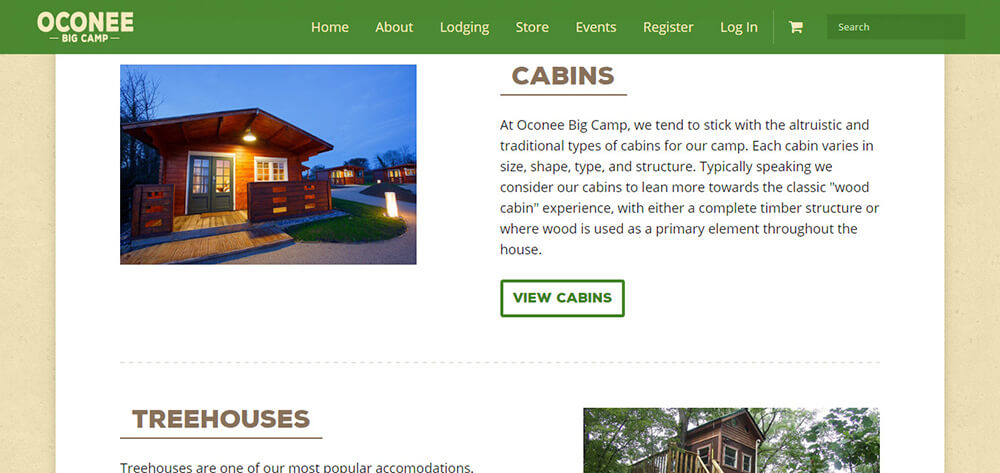 OCONEE
BIG CAMP
Home About Lodging Store Events Register Log In Search
CABINS
At Oconee Big Camp, we tend to stick with the altruistic and
traditional types of cabins for our camp. Each cabin varies in
size, shape, type, and structure. Typically speaking we
consider our cabins to lean more towards the classic "wood
cabin" experience, with either a complete timber structure or
where wood is used as a primary element throughout the
house.
VIEW CABINS
TREEHOUSES
Treehouses are one of our most popular accomodations.